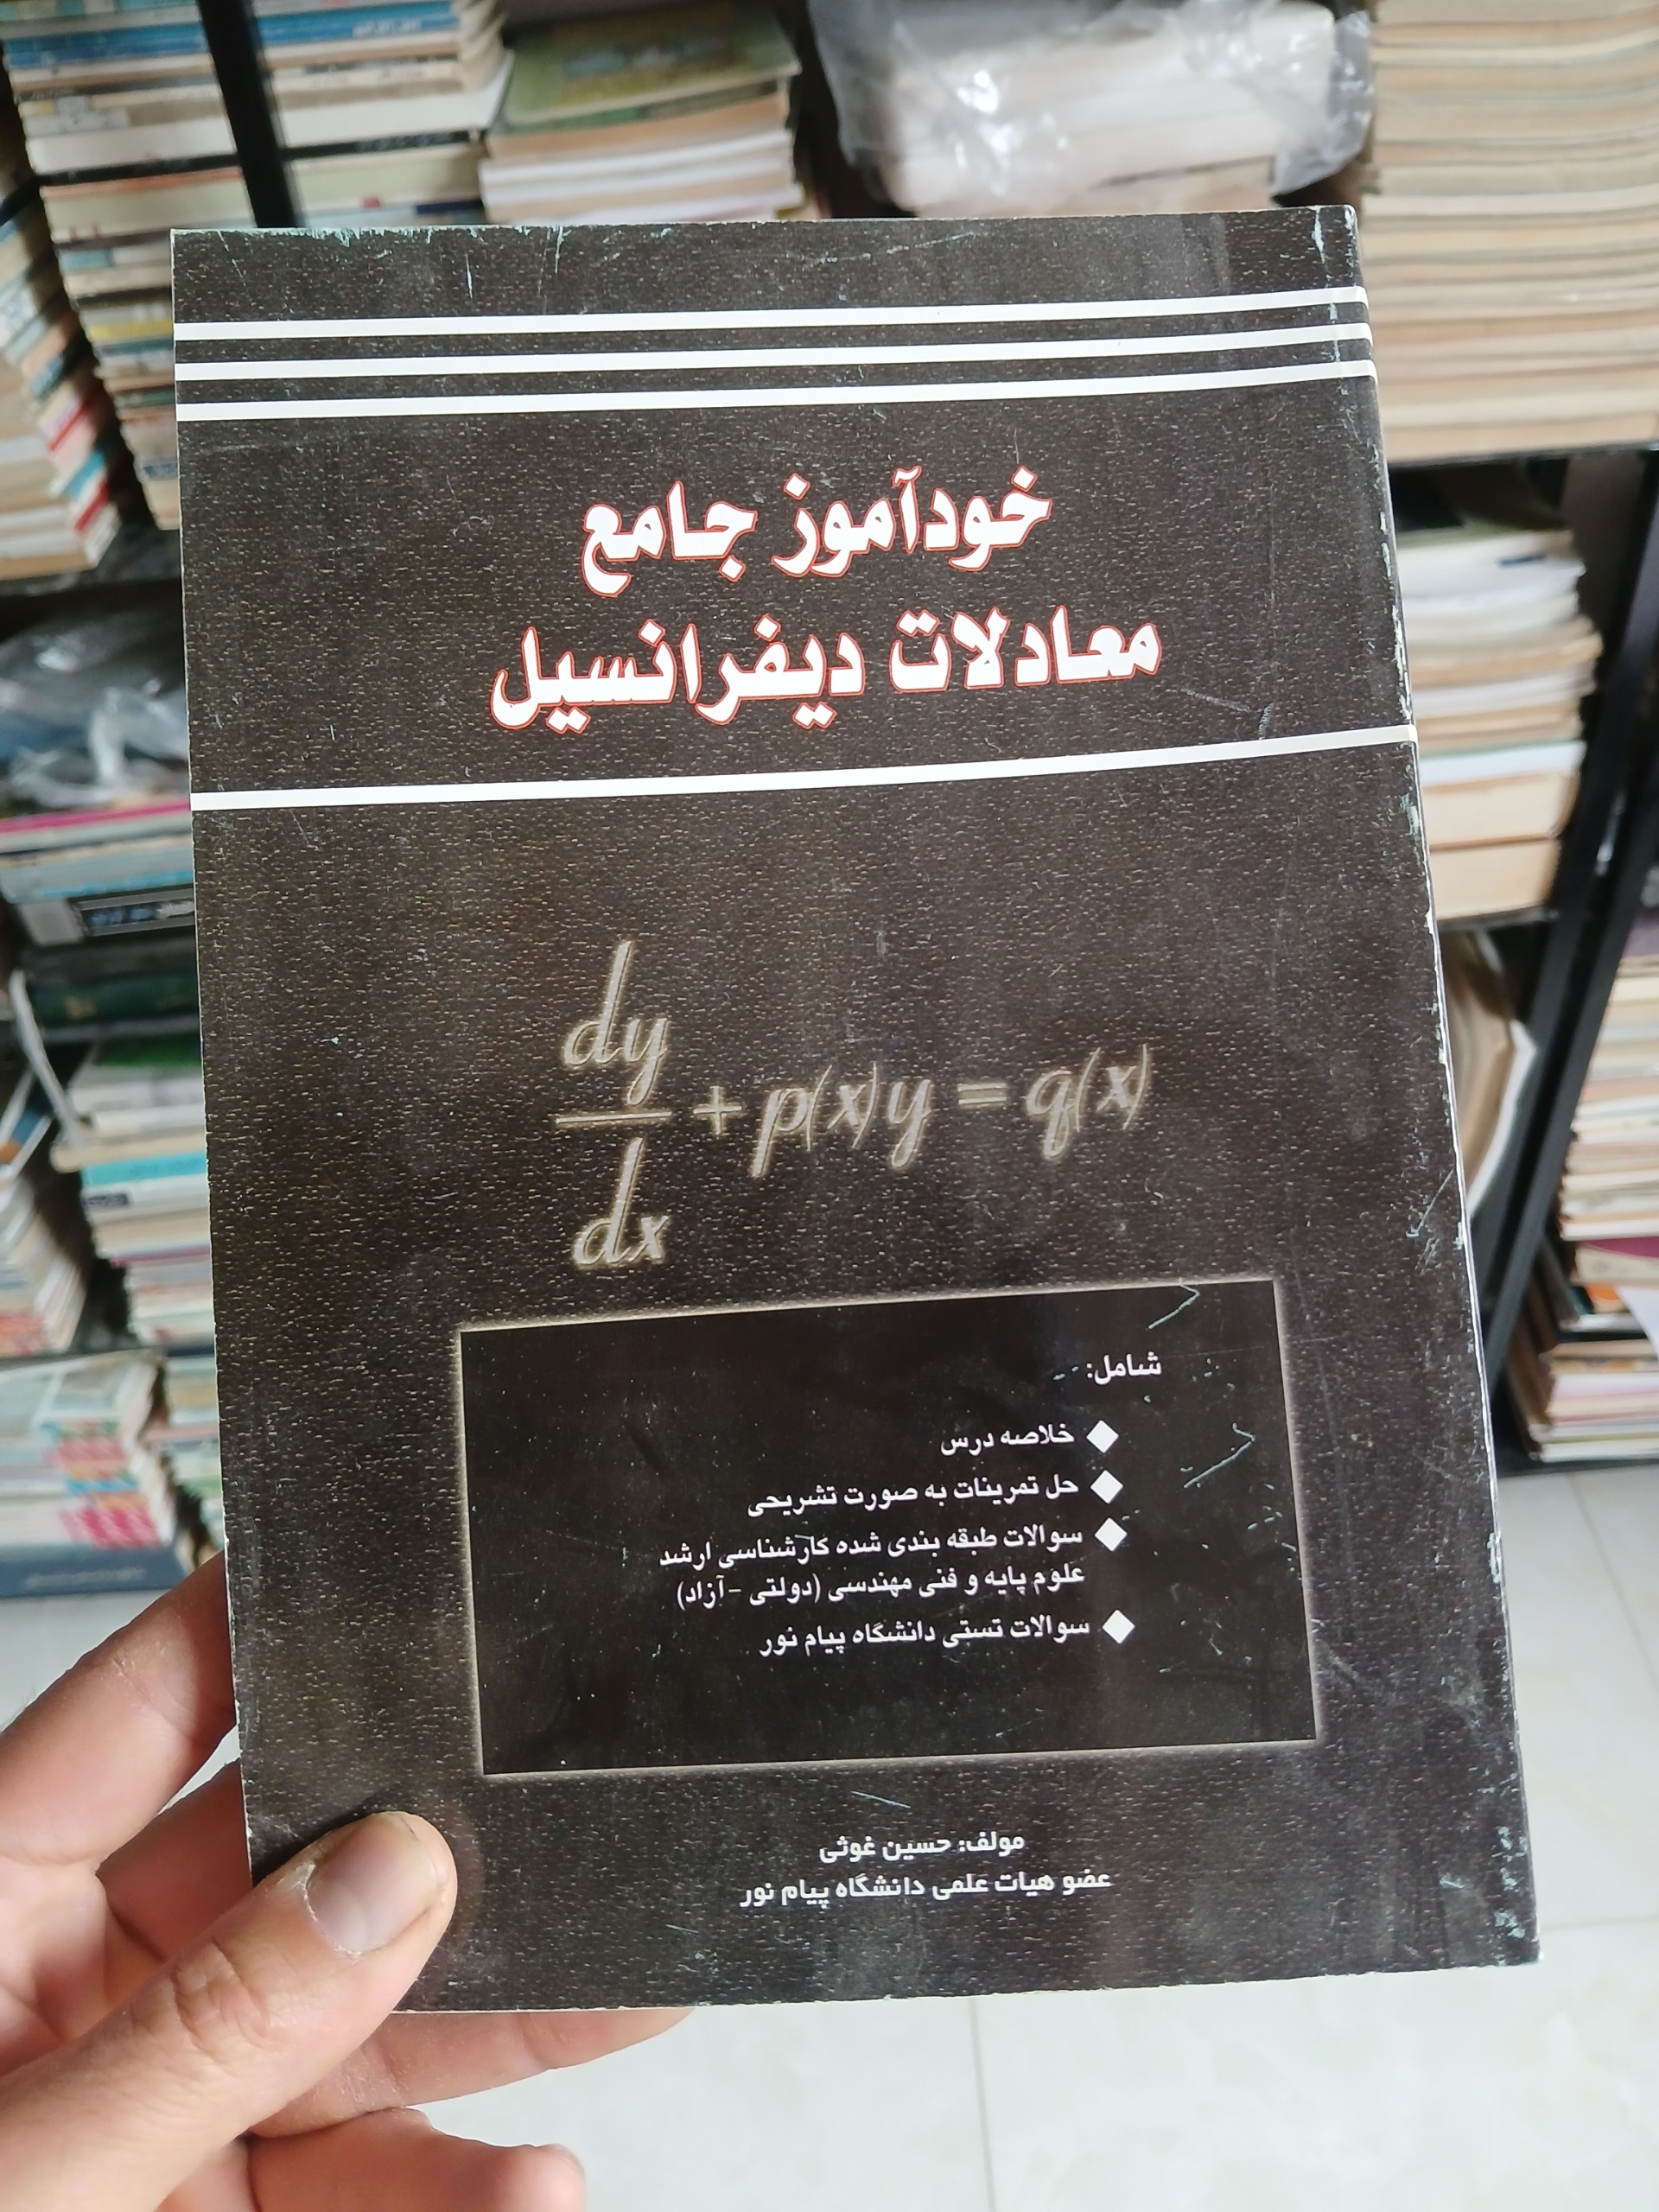 خودآموز جامع
معادلات دیفرانسیل
dy/dx + p(x)y = q(x)
شامل:
خلاصه درس
حل تمرینات به صورت تشریحی
سوالات طبقه بندی شده کارشناسی ارشد
علوم پایه و فنی مهندسی (دولتی - آزاد)
سوالات تستی دانشگاه پیام نور
مولف: حسین غوثی
عضو هیات علمی دانشگاه پیام نور